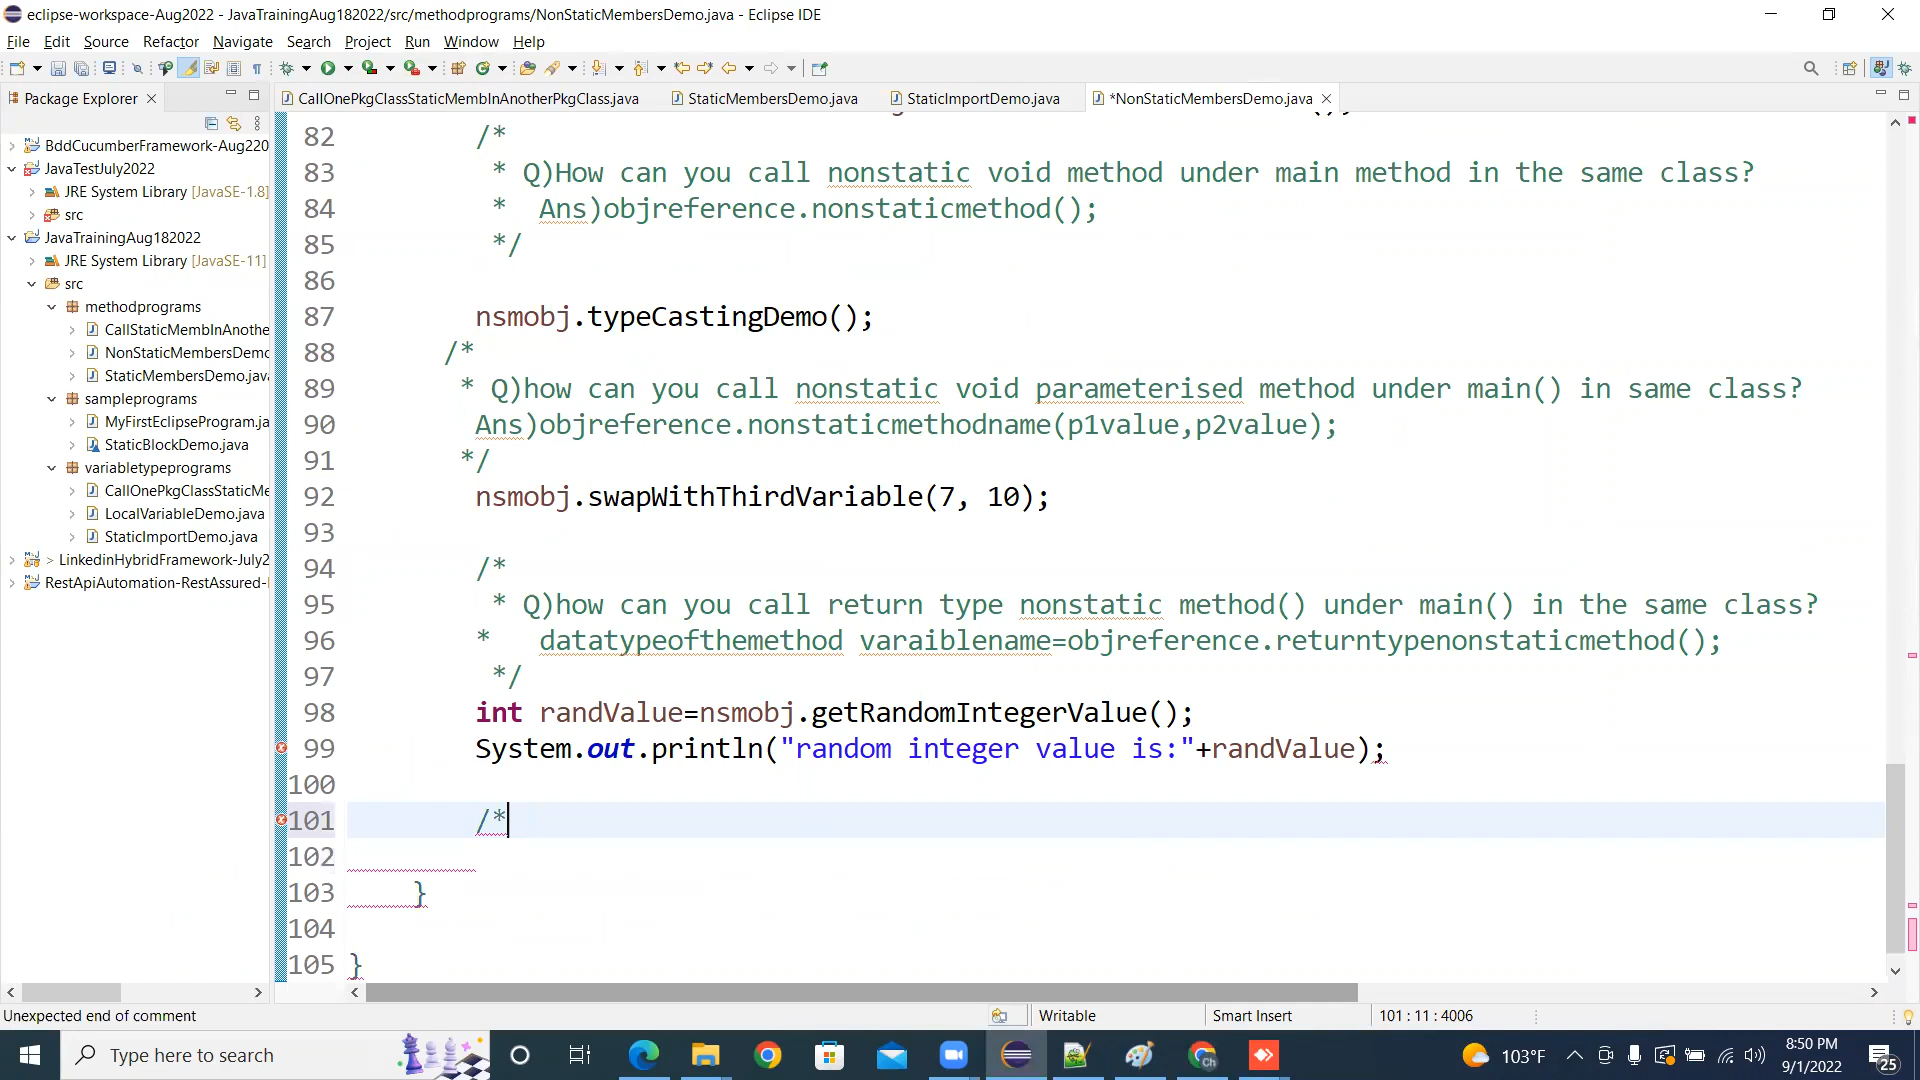 eclipse-workspace-Aug2022 - JavaTrainingAug182022/src/methodprograms/NonStaticMembersDemo.java - Eclipse IDE
File Edit Source Refactor Navigate Search Project Run Window Help
Package Explorer
CallOnePkgClassStaticMembInAnotherPkgClass.java
StaticMembersDemo.java
StaticImportDemo.java
*NonStaticMembersDemo.java
BddCucumberFramework-Aug220
JavaTestJuly2022
JRE System Library [JavaSE-1.8]
src
JavaTrainingAug182022
JRE System Library [JavaSE-11]
src
methodprograms
CallStaticMembInAnothe
NonStaticMembersDemo
StaticMembersDemo.java
sampleprograms
MyFirstEclipseProgram.ja
StaticBlockDemo.java
variabletypeprograms
CallOnePkgClassStaticMe
LocalVariableDemo.java
StaticImportDemo.java
> LinkedinHybridFramework-July2
RestApiAutomation-RestAssured-
82 /*
83 * Q)How can you call nonstatic void method under main method in the same class?
84 * Ans)objreference.nonstaticmethod();
85 */
86
87 nsmobj.typeCastingDemo();
88 /*
89 * Q)how can you call nonstatic void parameterised method under main() in same class?
90 Ans)objreference.nonstaticmethodname(p1value,p2value);
91 */
92 nsmobj.swapWithThirdVariable(7, 10);
93
94 /*
95 * Q)how can you call return type nonstatic method() under main() in the same class?
96 * datatypeofthemethod varaiblename=objreference.returntypenonstaticmethod();
97 */
98 int randValue=nsmobj.getRandomIntegerValue();
99 System.out.println("random integer value is:"+randValue);
100
101 /*
102
103 }
104
105 }
Unexpected end of comment
Writable
Smart Insert
101 : 11 : 4006
Type here to search
103°F
8:50 PM
9/1/2022
25